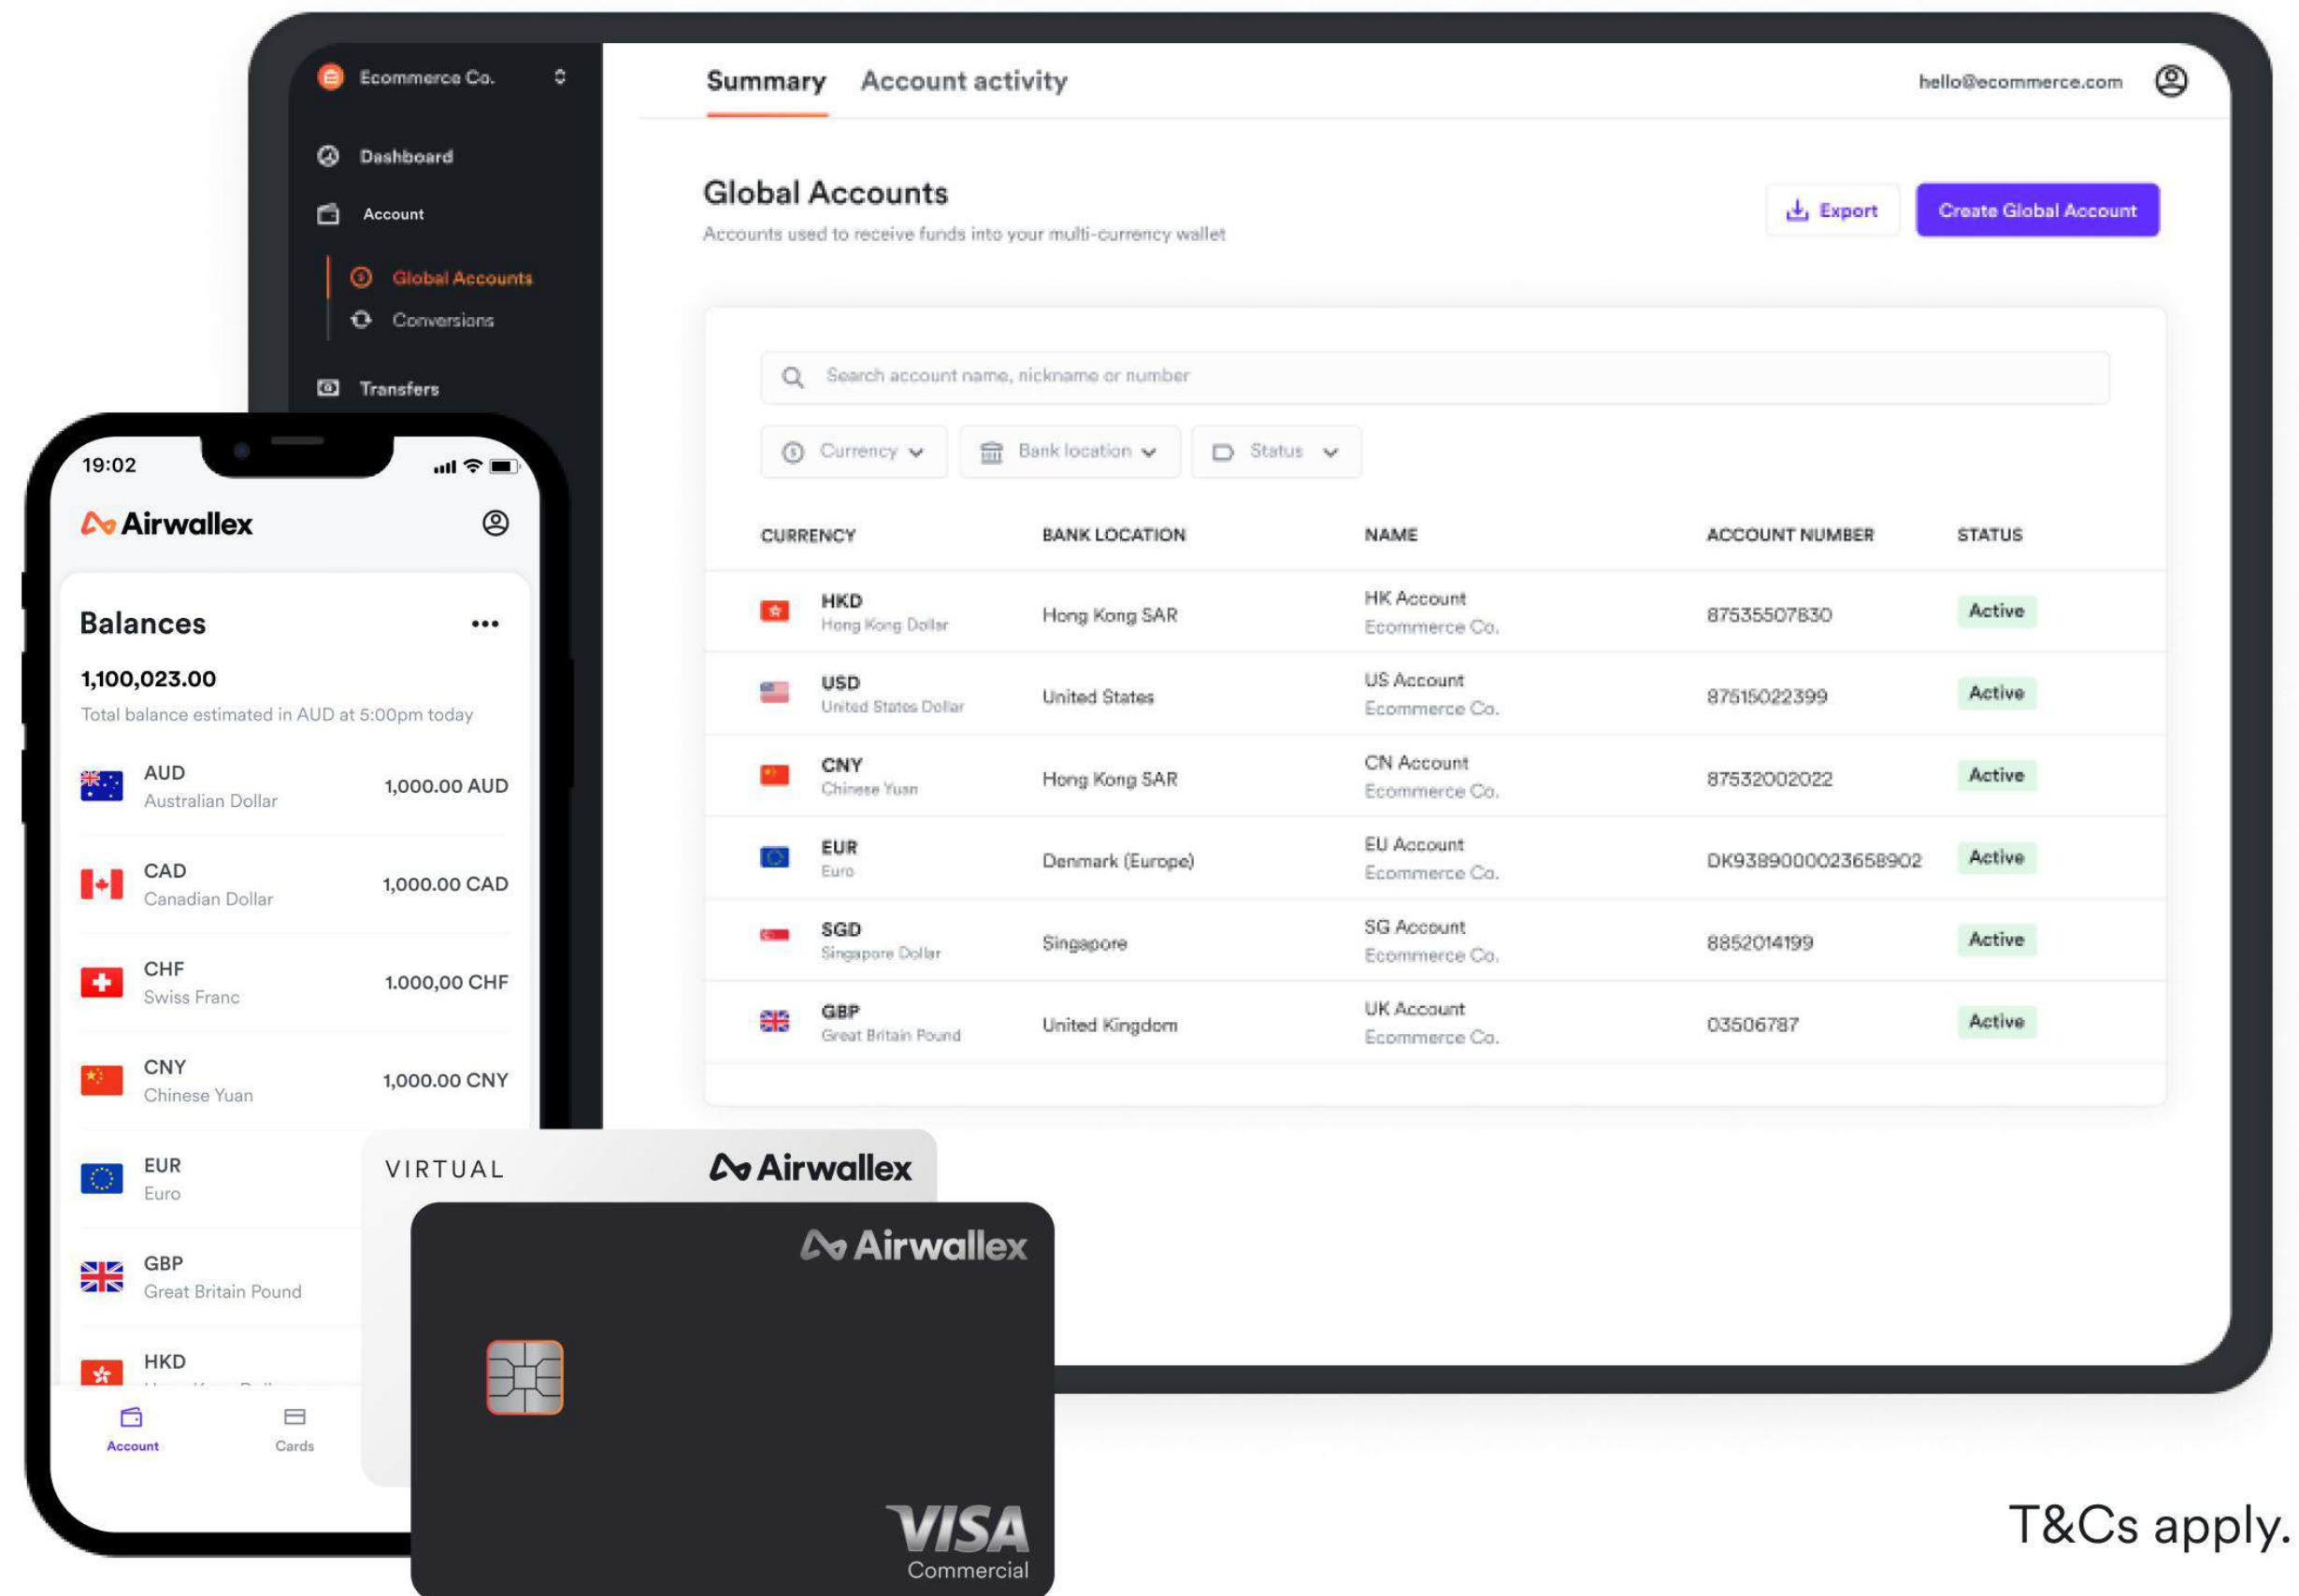 Ecommerce Co.
Dashboard
Account
Global Accounts
Conversions
Transfers
Summary Account activity
hello@ecommerce.com
Global Accounts
Accounts used to receive funds into your multi-currency wallet
Export
Create Global Account
Search account name, nickname or number
Currency Bank location Status
CURRENCY BANK LOCATION NAME ACCOUNT NUMBER STATUS
HKD
Hong Kong Dollar
Hong Kong SAR
HK Account
Ecommerce Co.
87535507830
Active
USD
United States Dollar
United States
US Account
Ecommerce Co.
87515022399
Active
CNY
Chinese Yuan
Hong Kong SAR
CN Account
Ecommerce Co.
87532002022
Active
EUR
Euro
Denmark (Europe)
EU Account
Ecommerce Co.
DK9389000023658902
Active
SGD
Singapore Dollar
Singapore
SG Account
Ecommerce Co.
8852014199
Active
GBP
Great Britain Pound
United Kingdom
UK Account
Ecommerce Co.
03506787
Active
19:02
Airwallex
Balances
1,100,023.00
Total balance estimated in AUD at 5:00pm today
AUD
Australian Dollar
1,000.00 AUD
CAD
Canadian Dollar
1,000.00 CAD
CHF
Swiss Franc
1.000,00 CHF
CNY
Chinese Yuan
1,000.00 CNY
EUR
Euro
GBP
Great Britain Pound
HKD
Account
Cards
VIRTUAL Airwallex
Airwallex
VISA
Commercial
T&Cs apply.